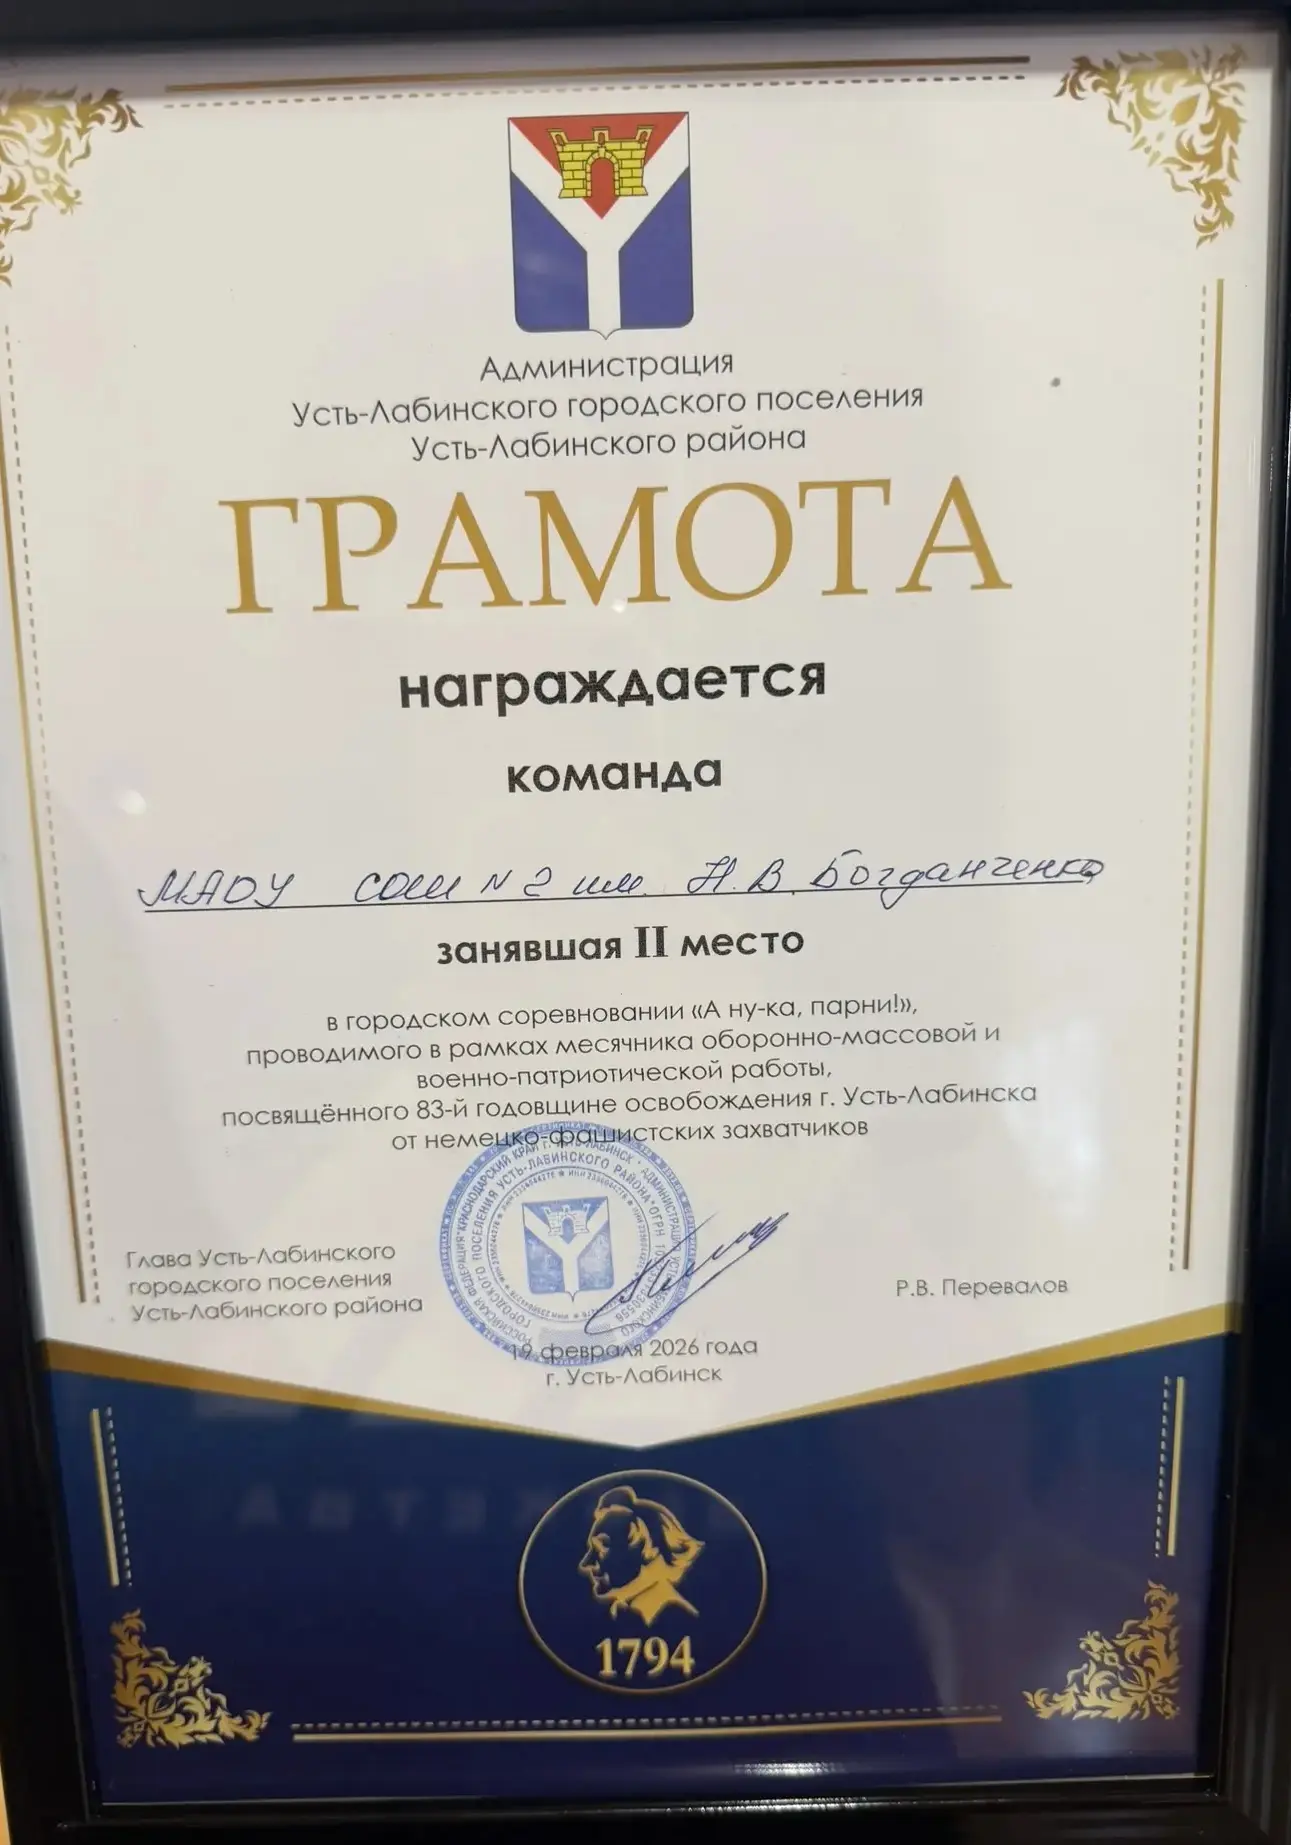 Администрация
Усть-Лабинского городского поселения
Усть-Лабинского района
ГРАМОТА
награждается
команда
МАОУ СОШ №2 им. Н.В. Богданченко
занявшая II место
в городском соревновании «А ну-ка, парни!»,
проводимого в рамках месячника оборонно-массовой и
военно-патриотической работы,
посвящённого 83-й годовщине освобождения г. Усть-Лабинска
от немецко-фашистских захватчиков
Глава Усть-Лабинского
городского поселения
Усть-Лабинского района
Р.В. Перевалов
19 февраля 2026 года
г. Усть-Лабинск
1794